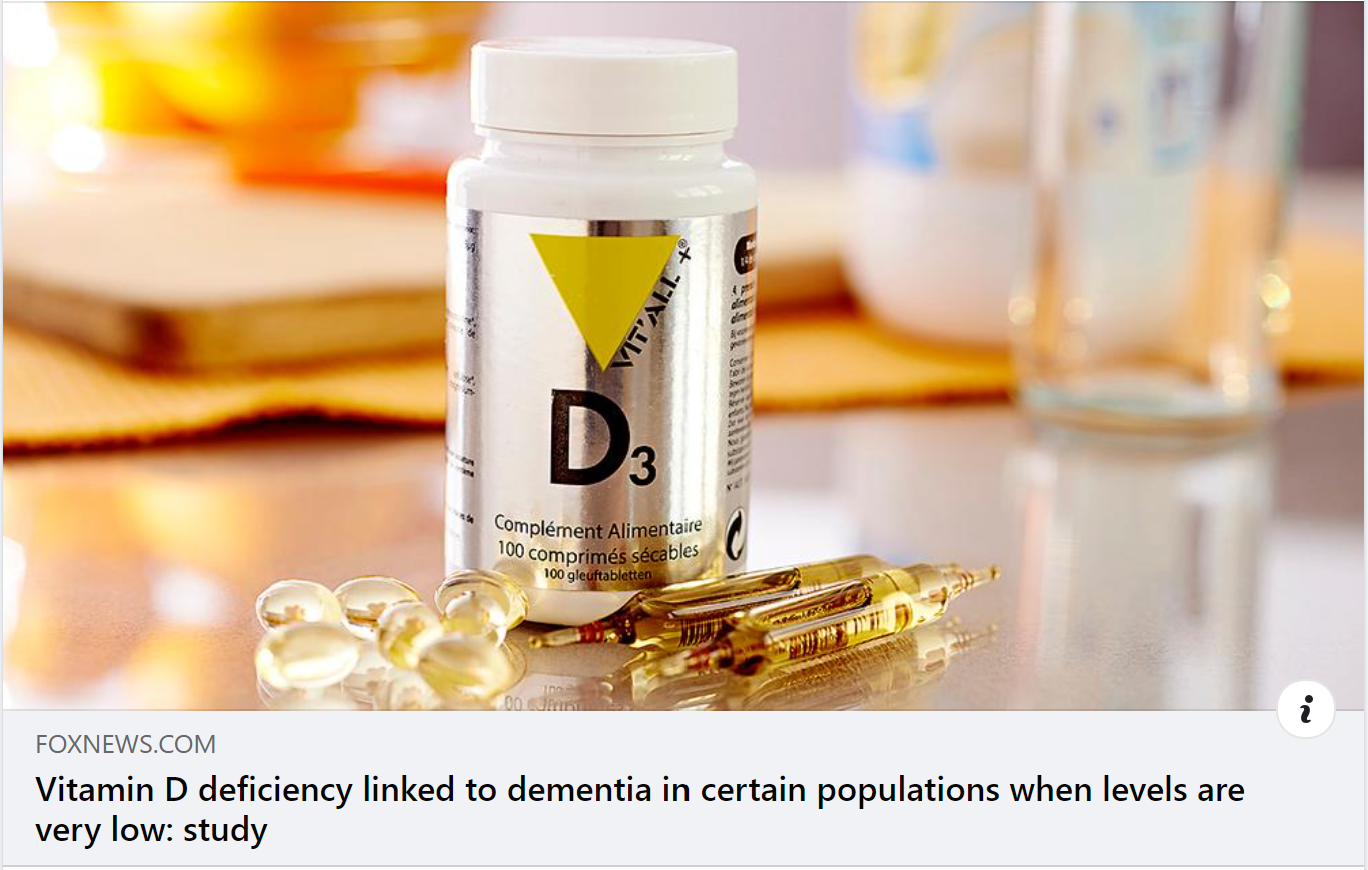 VIT'ALL+®
D3
Complément Alimentaire
100 comprimés sécables
100 gleuftabletten
FOXNEWS.COM
Vitamin D deficiency linked to dementia in certain populations when levels are
very low: study